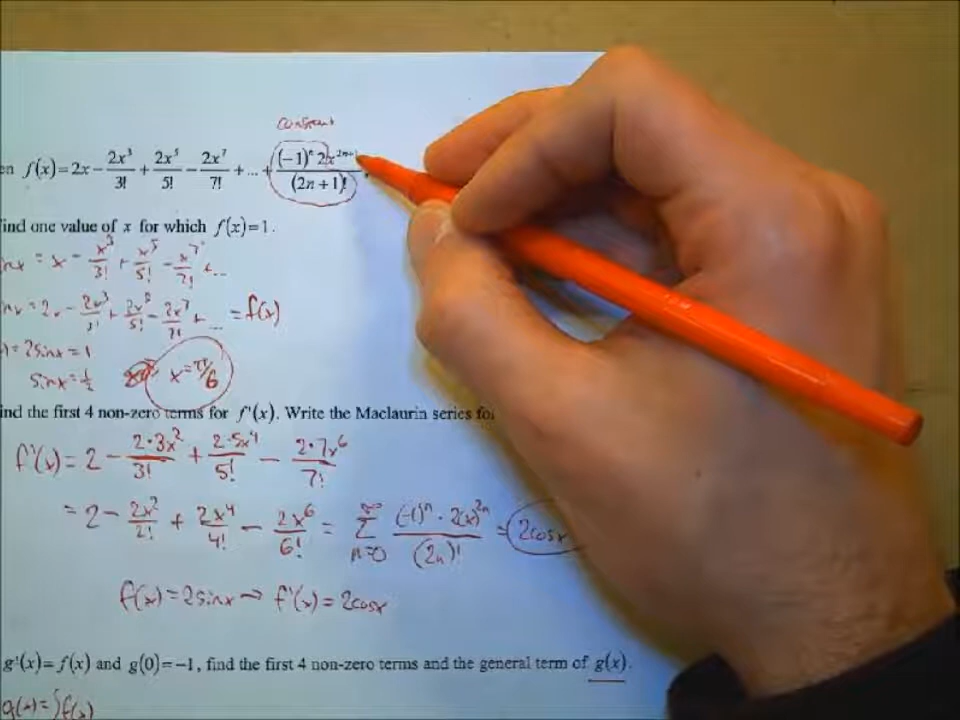 constant
en f(x)=2x-2x³/3!+2x⁵/5!-2x⁷/7!+...+(-1)ⁿ2x²ⁿ⁺¹/(2n+1)!.
ind one value of x for which f(x)=1.
nx = x - x³/3! + x⁵/5! - x⁷/7! + ...
nx = 2x - 2x³/3! + 2x⁵/5! - 2x⁷/7! + ... = f(x)
)=2sinx=1
sinx=½ x=π/6
ind the first 4 non-zero terms for f'(x). Write the Maclaurin series for
f'(x) = 2 - 2·3x²/3! + 2·5x⁴/5! - 2·7x⁶/7!
= 2 - 2x²/2! + 2x⁴/4! - 2x⁶/6! = ∞∑n=0 (-1)ⁿ·2(x)²ⁿ/(2n)! = 2cosx
f(x)=2sinx → f'(x)=2cosx
g'(x)=f(x) and g(0)=-1, find the first 4 non-zero terms and the general term of g(x).
g(x)=∫f(x)